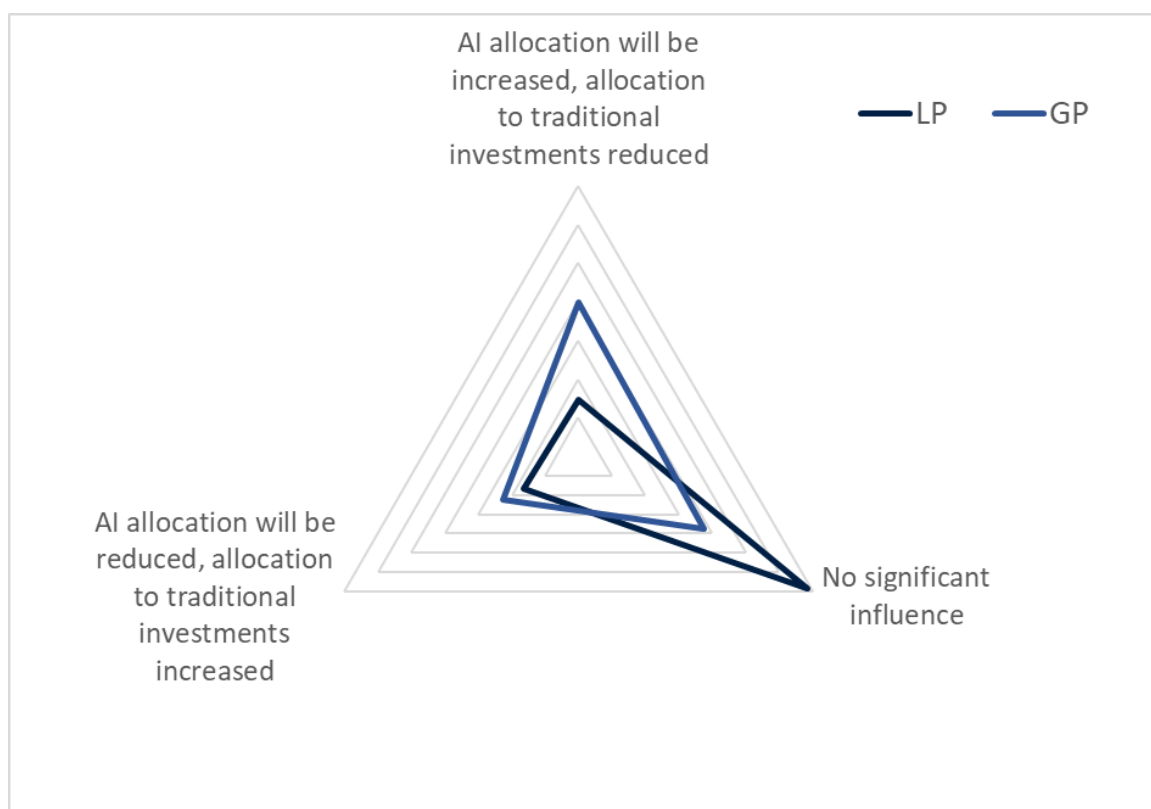 AI allocation will be
increased, allocation
to traditional
investments reduced
LP
GP
AI allocation will be
reduced, allocation
to traditional
investments
increased
No significant
influence